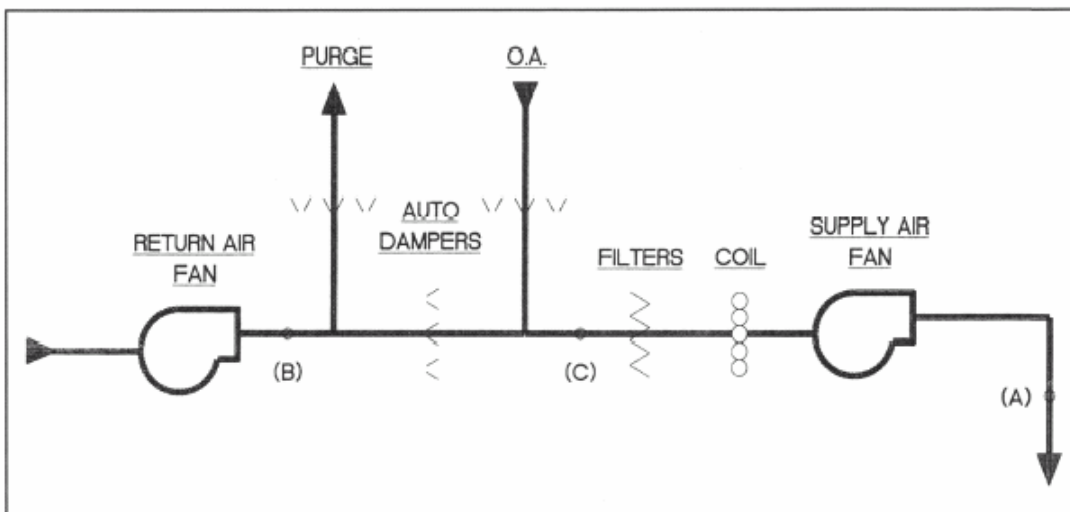 PURGE
O.A.
AUTO
DAMPERS
RETURN AIR
FAN
FILTERS
COIL
SUPPLY AIR
FAN
(B)
(C)
(A)